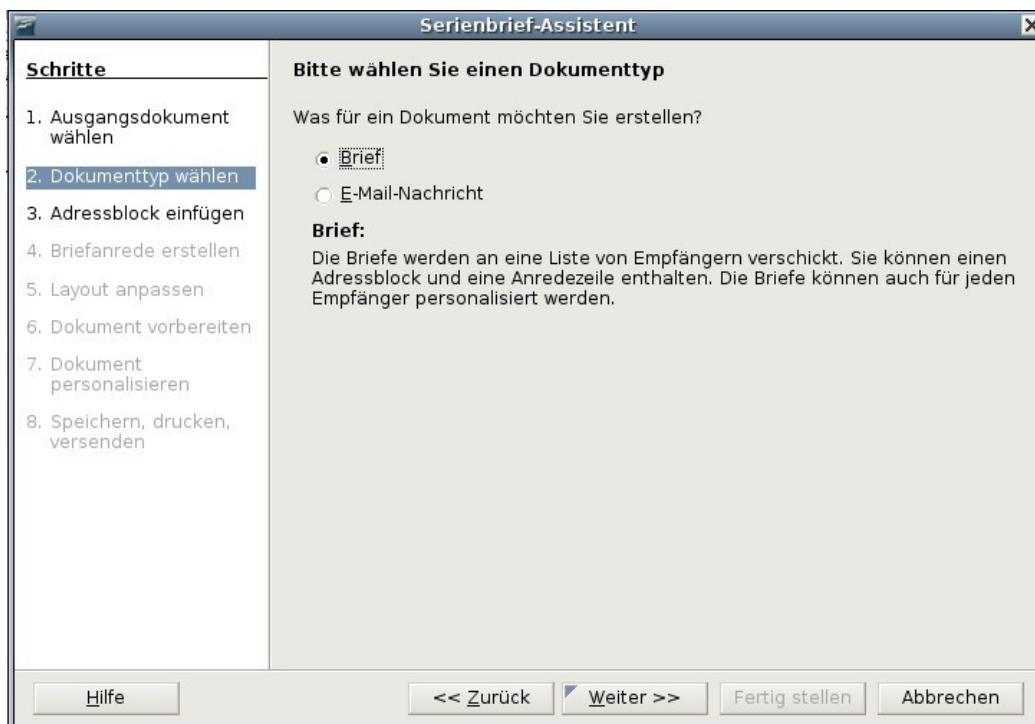 Serienbrief-Assistent
Schritte
1. Ausgangsdokument
wählen
2. Dokumenttyp wählen
3. Adressblock einfügen
4. Briefanrede erstellen
5. Layout anpassen
6. Dokument vorbereiten
7. Dokument
personalisieren
8. Speichern, drucken,
versenden
Bitte wählen Sie einen Dokumenttyp
Was für ein Dokument möchten Sie erstellen?
Brief
E-Mail-Nachricht
Brief:
Die Briefe werden an eine Liste von Empfängern verschickt. Sie können einen
Adressblock und eine Anredezeile enthalten. Die Briefe können auch für jeden
Empfänger personalisiert werden.
Hilfe
<< Zurück
Weiter >>
Fertig stellen
Abbrechen